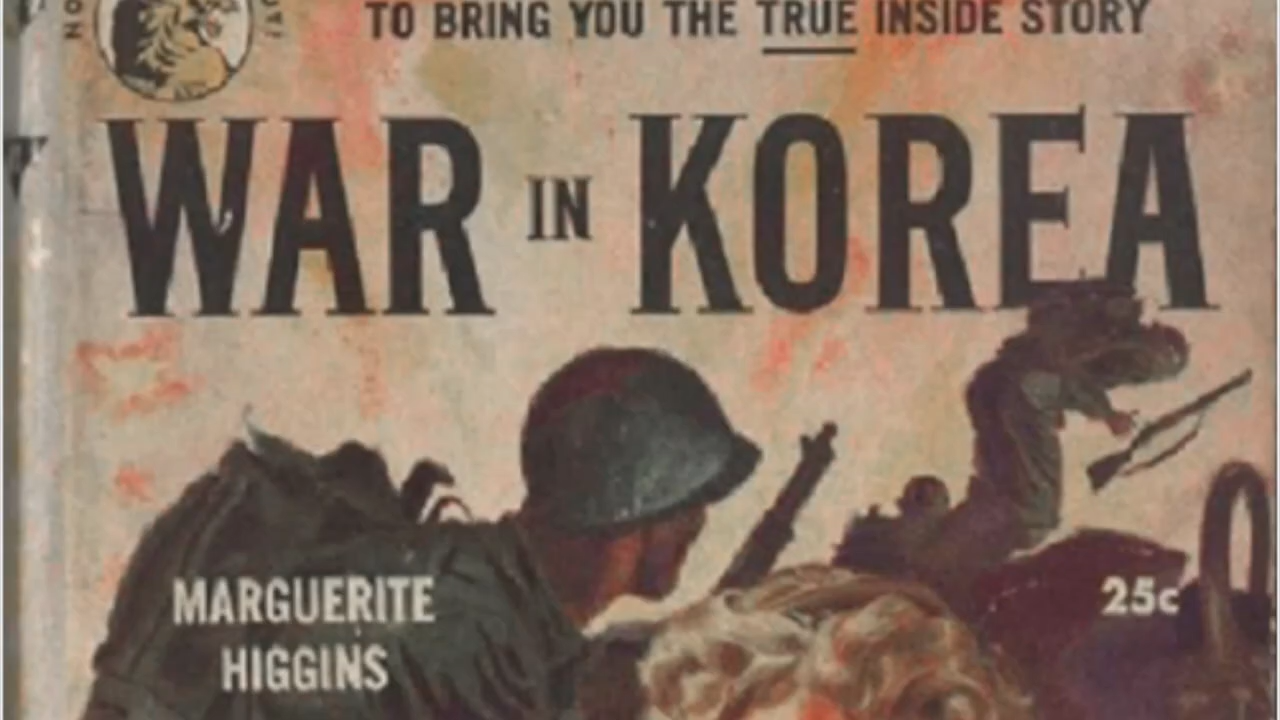 TO BRING YOU THE TRUE INSIDE STORY
WAR IN KOREA
MARGUERITE
HIGGINS
25c